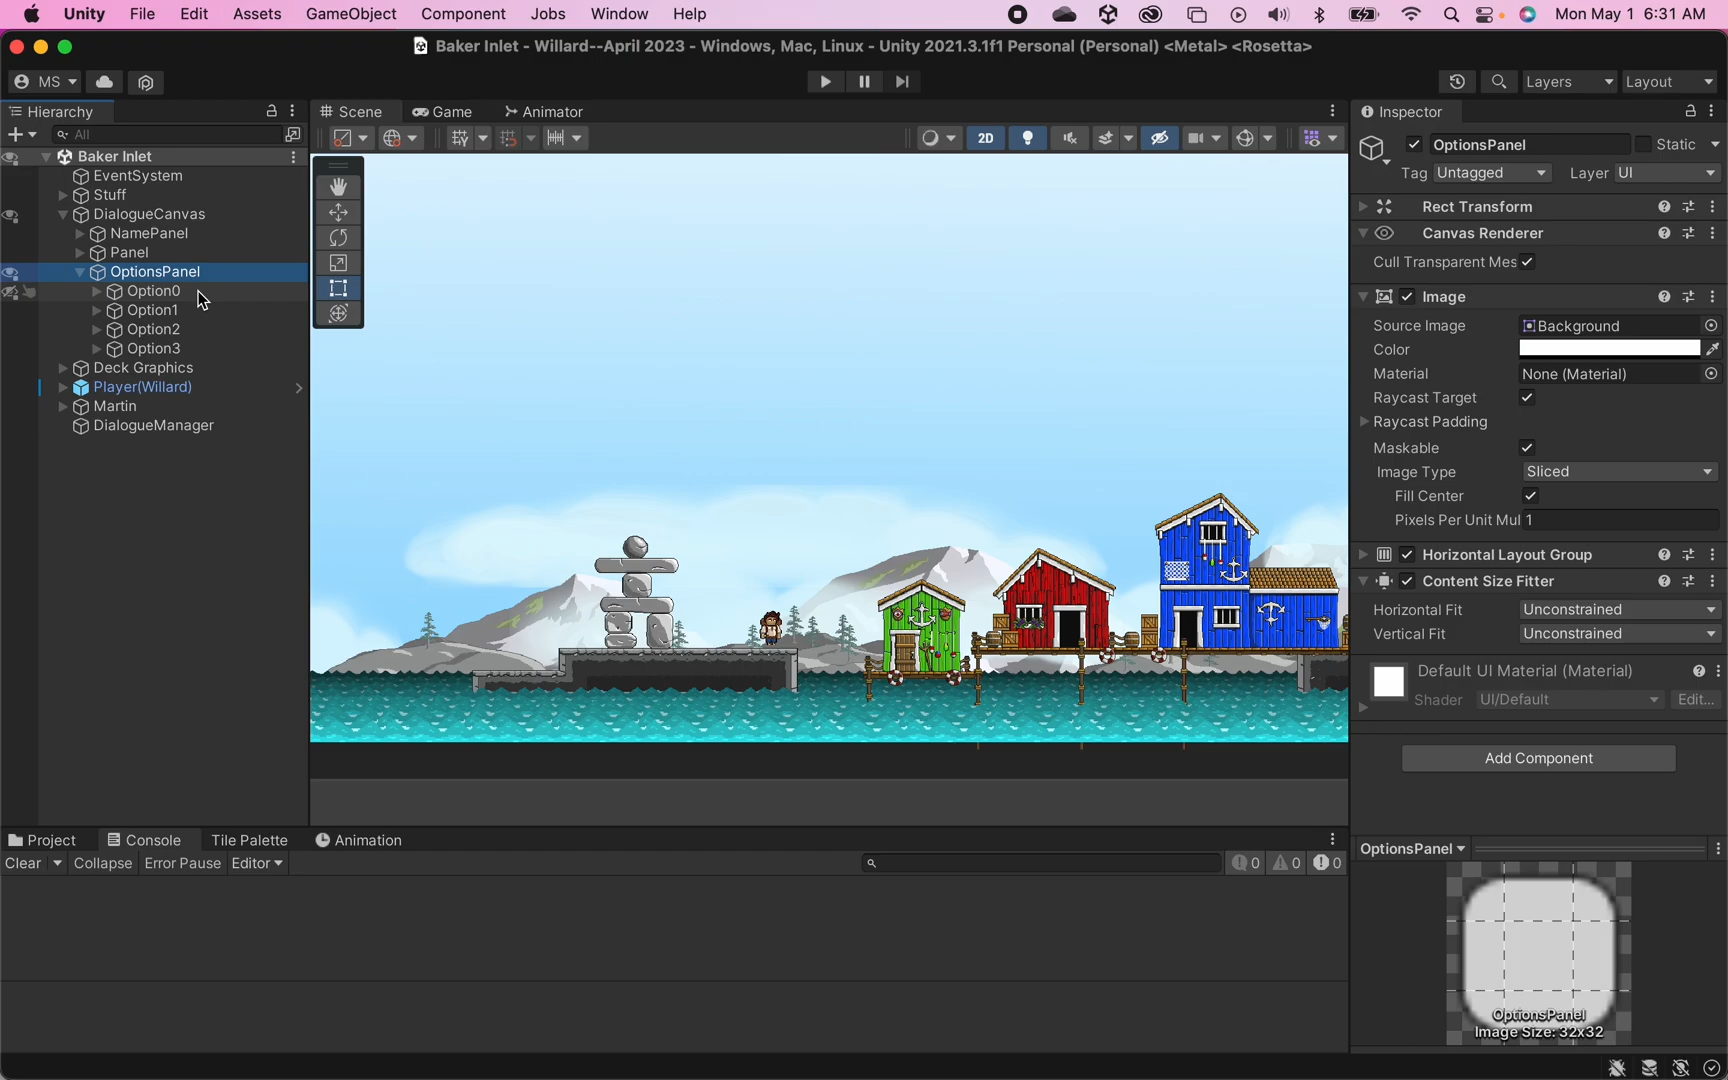 Unity File Edit Assets GameObject Component Jobs Window Help Mon May 1 6:31 AM
Baker Inlet - Willard--April 2023 - Windows, Mac, Linux - Unity 2021.3.1f1 Personal (Personal) <Metal> <Rosetta>
MS Layers Layout
Hierarchy Scene Game Animator Inspector
All 2D
OptionsPanel Static
Tag Untagged Layer UI
Baker Inlet
EventSystem
Stuff
DialogueCanvas
NamePanel
Panel
OptionsPanel
Option0
Option1
Option2
Option3
Deck Graphics
Player(Willard)
Martin
DialogueManager
Rect Transform
Canvas Renderer
Cull Transparent Mes
Image
Source Image Background
Color
Material None (Material)
Raycast Target
Raycast Padding
Maskable
Image Type Sliced
Fill Center
Pixels Per Unit Mul 1
Horizontal Layout Group
Content Size Fitter
Horizontal Fit Unconstrained
Vertical Fit Unconstrained
Default UI Material (Material)
Shader UI/Default Edit...
Add Component
Project Console Tile Palette Animation
Clear Collapse Error Pause Editor 0 0 0
OptionsPanel
OptionsPanel
Image Size: 32x32